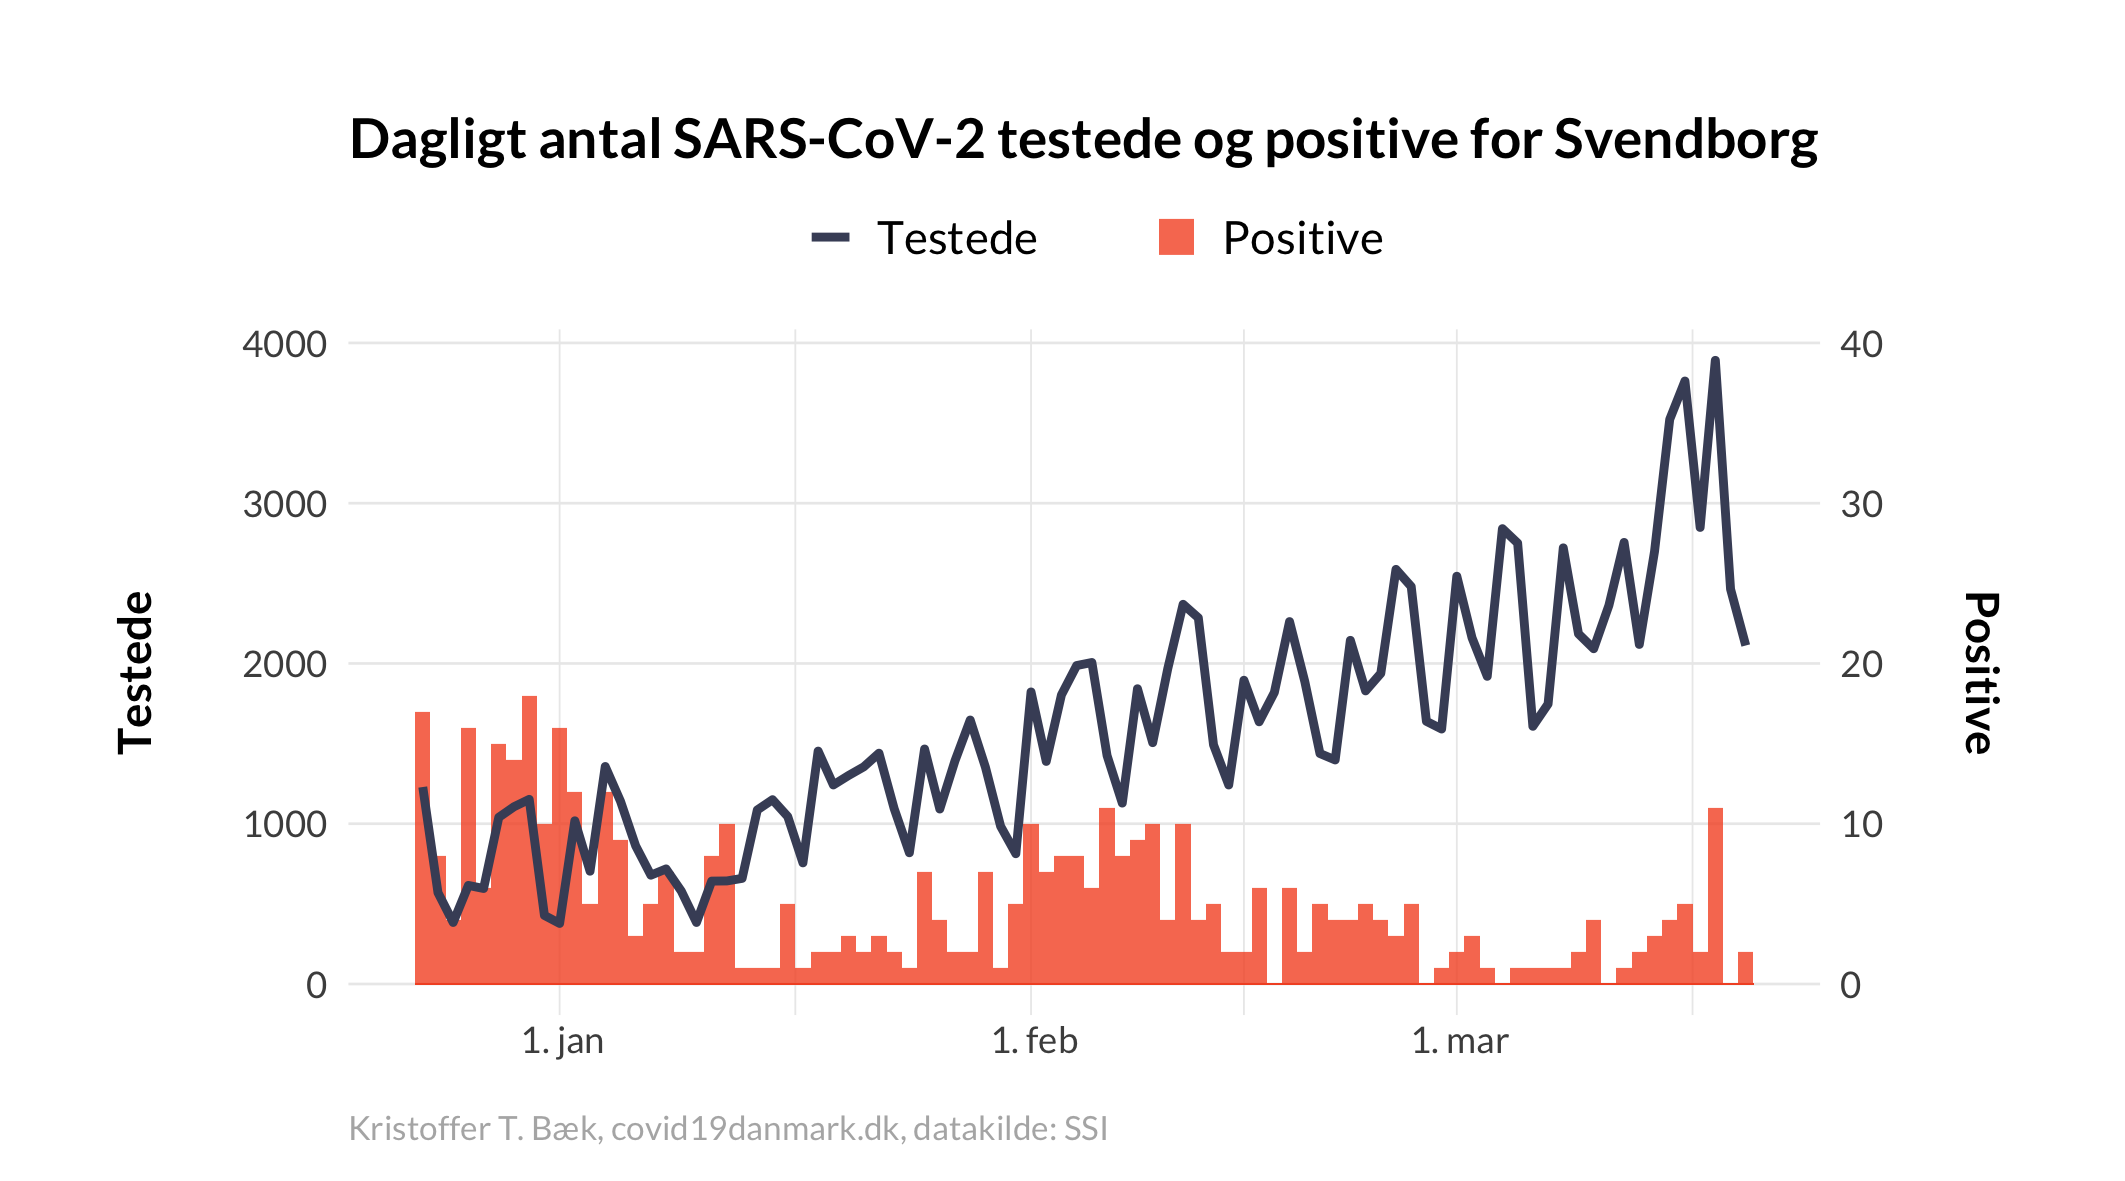 Dagligt antal SARS-CoV-2 testede og positive for Svendborg
Testede Positive
4000 40
3000 30
2000 20
1000 10
0 0
Testede
Positive
1. jan 1. feb 1. mar
Kristoffer T. Bæk, covid19danmark.dk, datakilde: SSI